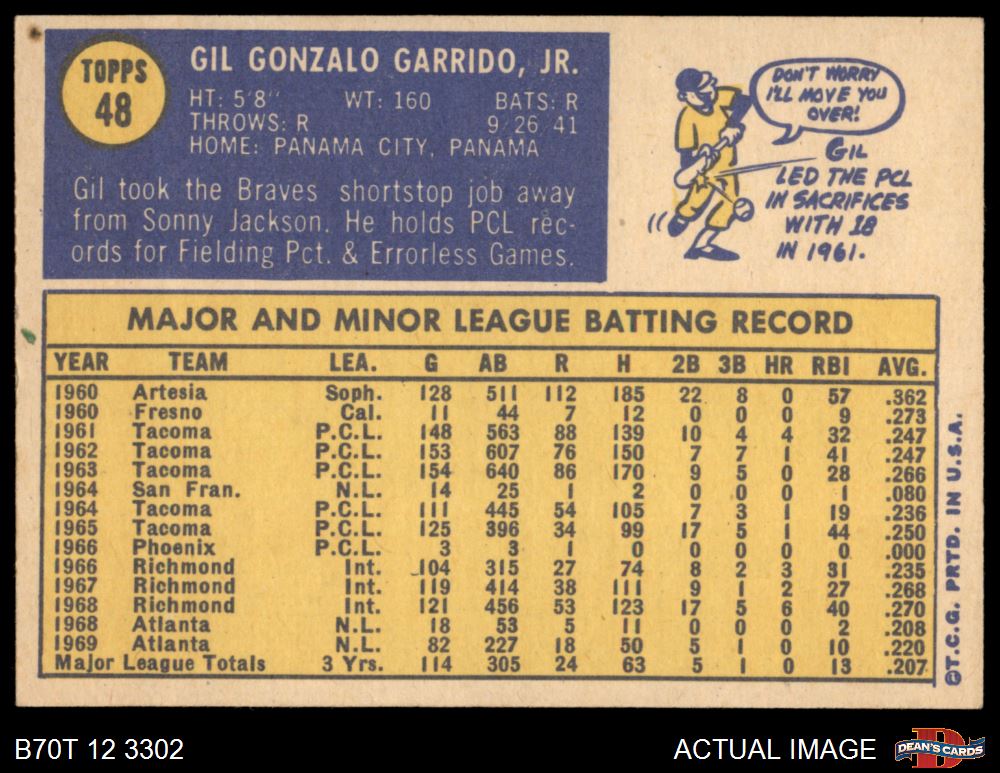 TOPPS
48
GIL GONZALO GARRIDO, JR.
HT: 5'8" WT: 160 BATS: R
THROWS: R 9 26 41
HOME: PANAMA CITY, PANAMA
Gil took the Braves shortstop job away
from Sonny Jackson. He holds PCL rec-
ords for Fielding Pct. & Errorless Games.
DON'T WORRY
I'LL MOVE YOU
OVER!
GIL
LED THE PCL
IN SACRIFICES
WITH 18
IN 1961.
MAJOR AND MINOR LEAGUE BATTING RECORD
YEAR TEAM LEA. G AB R H 2B 3B HR RBI AVG.
1960 Artesia Soph. 128 511 112 185 22 8 0 57 .362
1960 Fresno Cal. 11 44 7 12 0 0 0 9 .273
1961 Tacoma P.C.L. 148 563 88 139 10 4 4 32 .247
1962 Tacoma P.C.L. 153 607 76 150 7 7 1 41 .247
1963 Tacoma P.C.L. 154 640 86 170 9 5 0 28 .266
1964 San Fran. N.L. 14 25 1 2 0 0 0 1 .080
1964 Tacoma P.C.L. 111 445 54 105 7 3 1 19 .236
1965 Tacoma P.C.L. 125 396 34 99 17 5 1 44 .250
1966 Phoenix P.C.L. 3 3 1 0 0 0 0 0 .000
1966 Richmond Int. 104 315 27 74 8 2 3 31 .235
1967 Richmond Int. 119 414 38 111 9 1 2 27 .268
1968 Richmond Int. 121 456 53 123 17 5 6 40 .270
1968 Atlanta N.L. 18 53 5 11 0 0 0 2 .208
1969 Atlanta N.L. 82 227 18 50 5 1 0 10 .220
Major League Totals 3 Yrs. 114 305 24 63 5 1 0 13 .207
©T.C.G. PRTD. IN U.S.A.
B70T 12 3302
ACTUAL IMAGE
D
DEAN'S CARDS